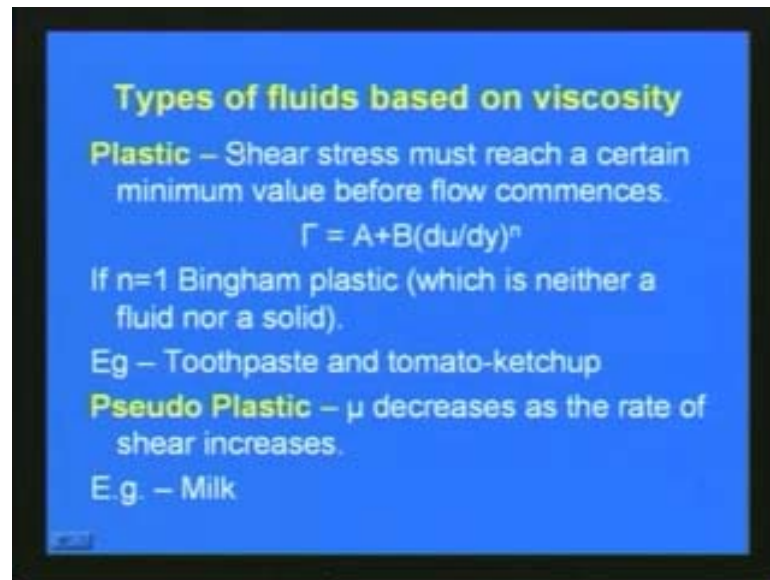 Types of fluids based on viscosity
Plastic – Shear stress must reach a certain
minimum value before flow commences.
Γ = A+B(du/dy)ⁿ
If n=1 Bingham plastic (which is neither a
fluid nor a solid).
Eg – Toothpaste and tomato-ketchup
Pseudo Plastic – μ decreases as the rate of
shear increases.
E.g. – Milk